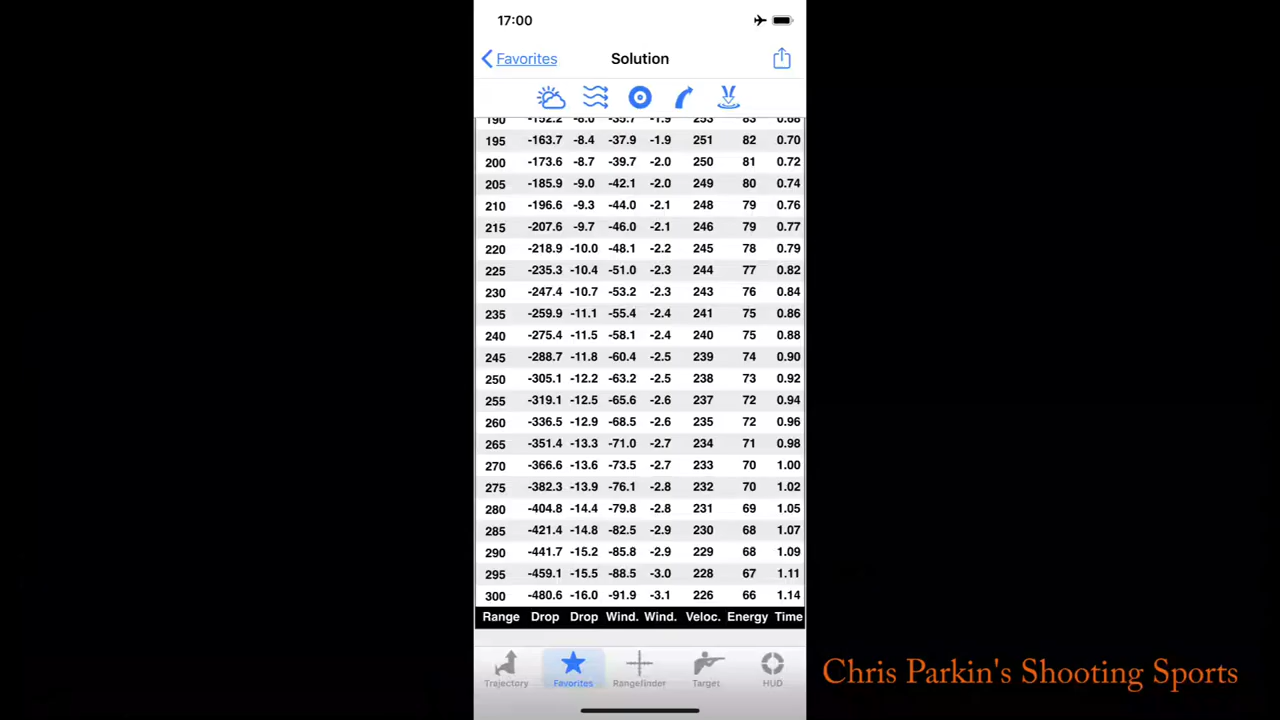 17:00
Favorites Solution
190 -152.2 -8.0 -35.7 -1.9 253 83 0.68
195 -163.7 -8.4 -37.9 -1.9 251 82 0.70
200 -173.6 -8.7 -39.7 -2.0 250 81 0.72
205 -185.9 -9.0 -42.1 -2.0 249 80 0.74
210 -196.6 -9.3 -44.0 -2.1 248 79 0.76
215 -207.6 -9.7 -46.0 -2.1 246 79 0.77
220 -218.9 -10.0 -48.1 -2.2 245 78 0.79
225 -235.3 -10.4 -51.0 -2.3 244 77 0.82
230 -247.4 -10.7 -53.2 -2.3 243 76 0.84
235 -259.9 -11.1 -55.4 -2.4 241 75 0.86
240 -275.4 -11.5 -58.1 -2.4 240 75 0.88
245 -288.7 -11.8 -60.4 -2.5 239 74 0.90
250 -305.1 -12.2 -63.2 -2.5 238 73 0.92
255 -319.1 -12.5 -65.6 -2.6 237 72 0.94
260 -336.5 -12.9 -68.5 -2.6 235 72 0.96
265 -351.4 -13.3 -71.0 -2.7 234 71 0.98
270 -366.6 -13.6 -73.5 -2.7 233 70 1.00
275 -382.3 -13.9 -76.1 -2.8 232 70 1.02
280 -404.8 -14.4 -79.8 -2.8 231 69 1.05
285 -421.4 -14.8 -82.5 -2.9 230 68 1.07
290 -441.7 -15.2 -85.8 -2.9 229 68 1.09
295 -459.1 -15.5 -88.5 -3.0 228 67 1.11
300 -480.6 -16.0 -91.9 -3.1 226 66 1.14
Range Drop Drop Wind. Wind. Veloc. Energy Time
Trajectory Favorites Rangefinder Target HUD
Chris Parkin's Shooting Sports